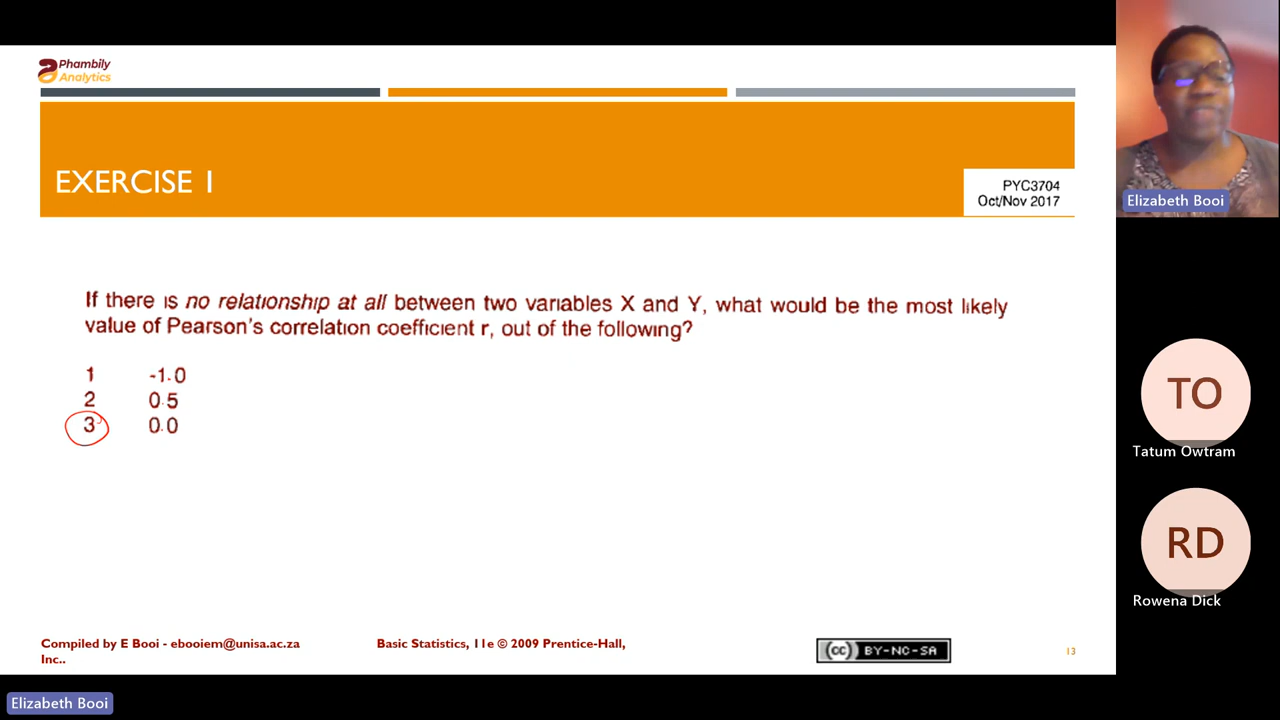 Phambily
Analytics
EXERCISE 1
PYC3704
Oct/Nov 2017
If there is no relationship at all between two variables X and Y, what would be the most likely
value of Pearson's correlation coefficient r, out of the following?
1 -1.0
2 0.5
3 0.0
Compiled by E Booi - ebooiem@unisa.ac.za Basic Statistics, 11e © 2009 Prentice-Hall,
Inc..
cc BY-NC-SA
13
Elizabeth Booi
TO
Tatum Owtram
RD
Rowena Dick
Elizabeth Booi